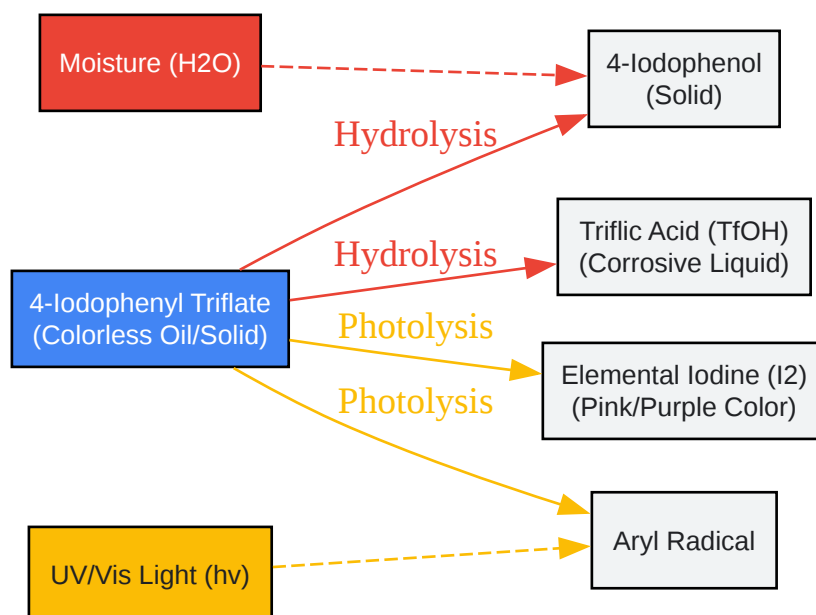 Moisture (H2O)
4-Iodophenol
(Solid)
Hydrolysis
Triflic Acid (TfOH)
(Corrosive Liquid)
Hydrolysis
4-Iodophenyl Triflate
(Colorless Oil/Solid)
Photolysis
Elemental Iodine (I2)
(Pink/Purple Color)
Photolysis
Aryl Radical
UV/Vis Light (hv)